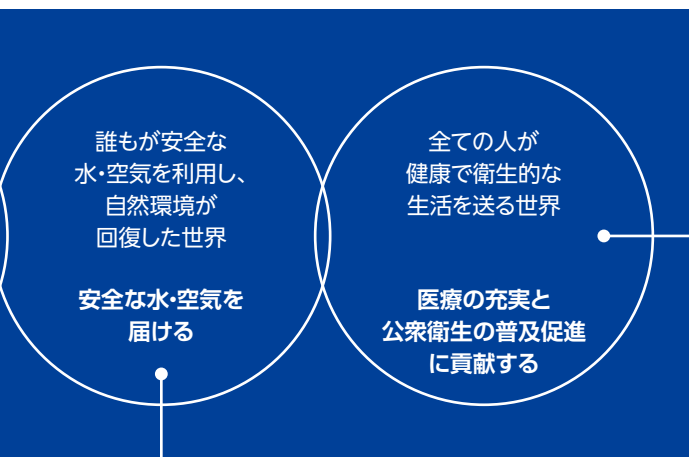 誰もが安全な
水・空気を利用し、
自然環境が
回復した世界
安全な水・空気を
届ける
全ての人が
健康で衛生的な
生活を送る世界
医療の充実と
公衆衛生の普及促進
に貢献する